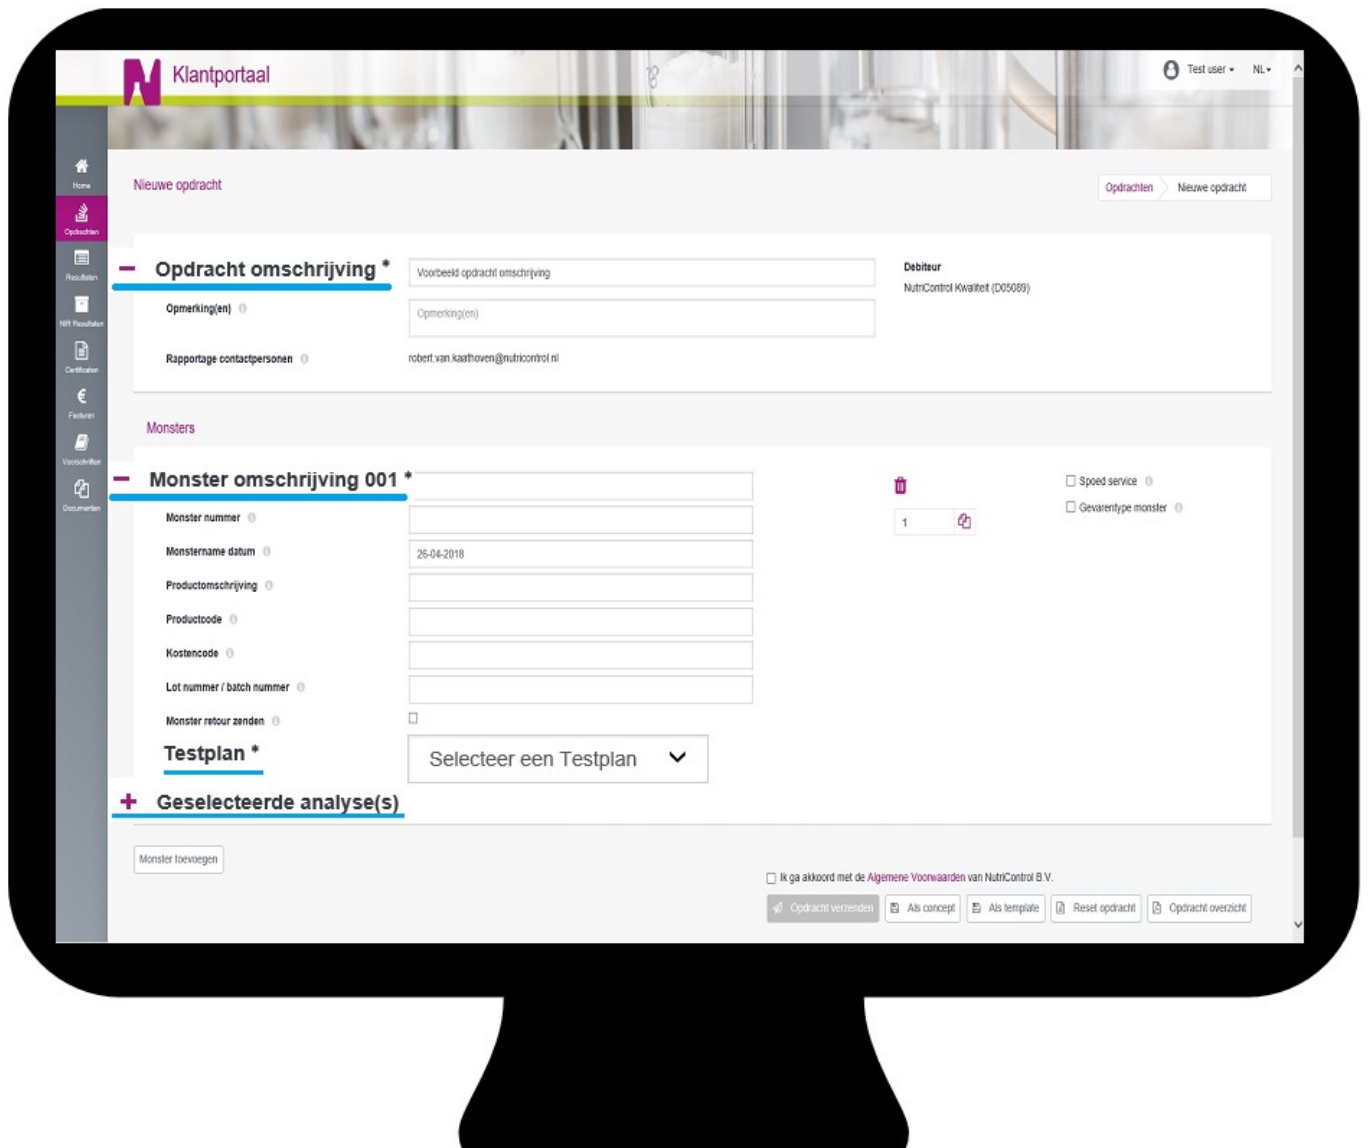 Klantportaal
Test user
NL
Home
Opdrachten
Resultaten
NIR Resultaten
Certificaten
Facturen
Voorschriften
Documenten
Nieuwe opdracht
Opdrachten
Nieuwe opdracht
Opdracht omschrijving *
Voorbeeld opdracht omschrijving
Debiteur
NutriControl Kwaliteit (D05089)
Opmerking(en)
Opmerking(en)
Rapportage contactpersonen
robert.van.kaathoven@nutricontrol.nl
Monsters
Monster omschrijving 001 *
Spoed service
Monster nummer
1
Gevarentype monster
Monstername datum
26-04-2018
Productomschrijving
Productcode
Kostencode
Lot nummer / batch nummer
Monster retour zenden
Testplan *
Selecteer een Testplan
Geselecteerde analyse(s)
Monster toevoegen
Ik ga akkoord met de Algemene Voorwaarden van NutriControl B.V.
Opdracht verzenden
Als concept
Als template
Reset opdracht
Opdracht overzicht